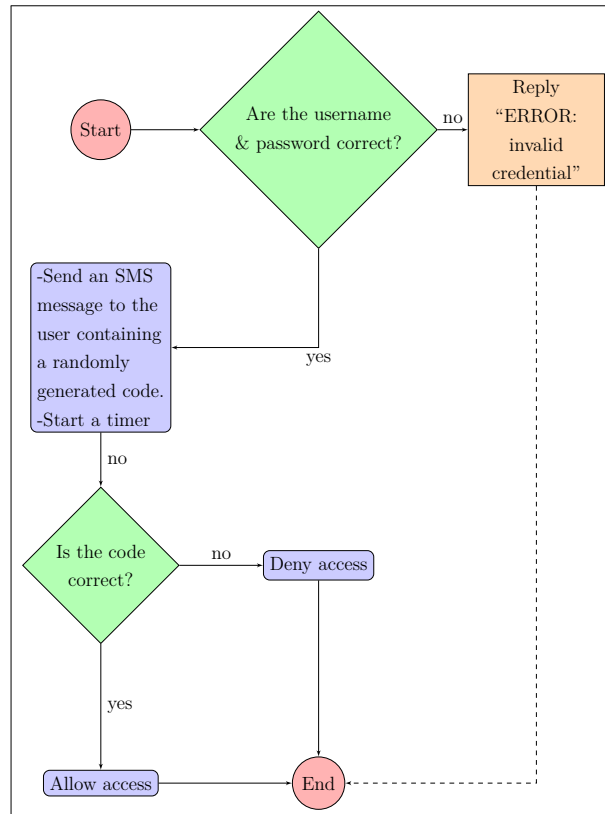 Start
Are the username
& password correct?
no
Reply
“ERROR:
invalid
credential”
yes
-Send an SMS
message to the
user containing
a randomly
generated code.
-Start a timer
no
Is the code
correct?
no
Deny access
yes
Allow access
End